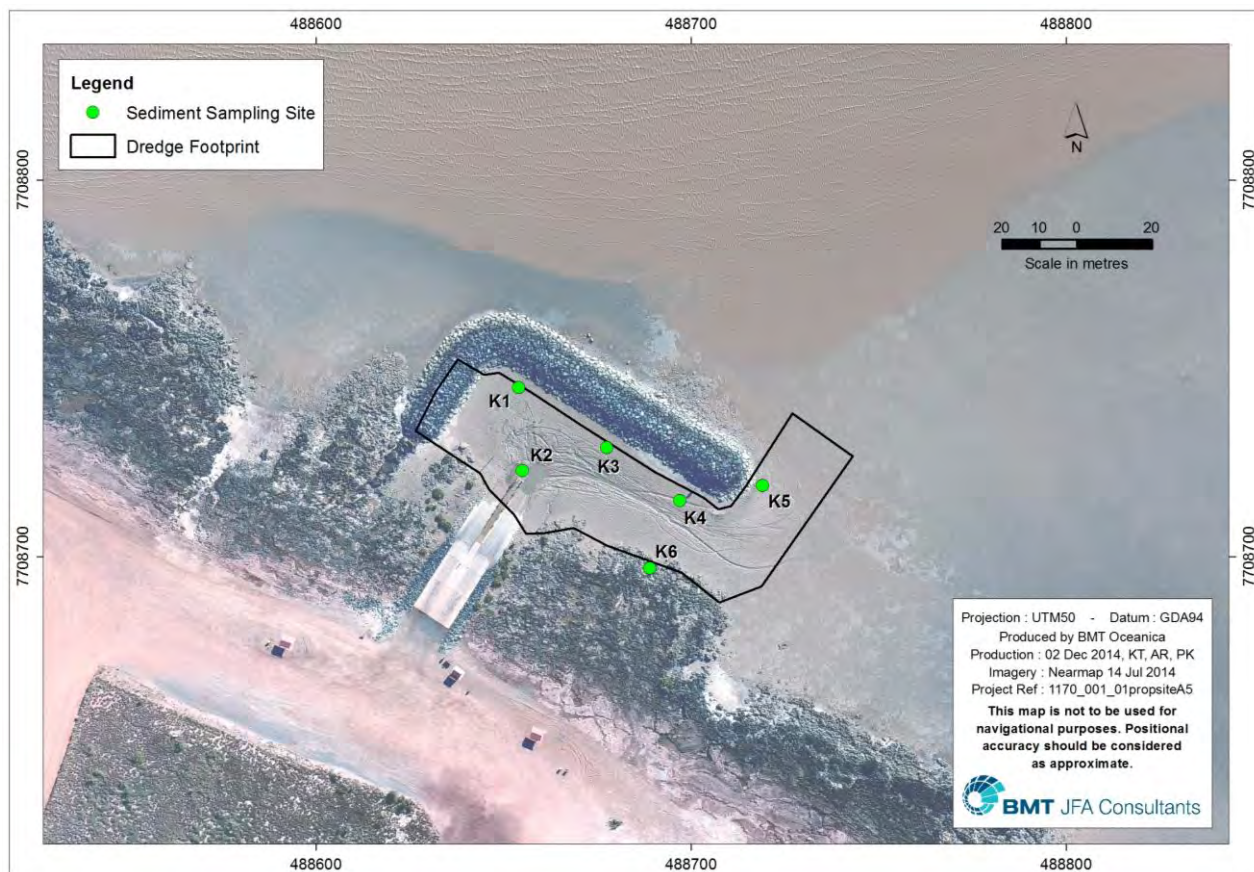 488600
488700
488800
Legend
Sediment Sampling Site
Dredge Footprint
N
7708800
7708800
20 10 0 20
Scale in metres
K1
K2
K3
K4
K5
K6
7708700
7708700
Projection : UTM50 - Datum : GDA94
Produced by BMT Oceanica
Production : 02 Dec 2014, KT, AR, PK
Imagery : Nearmap 14 Jul 2014
Project Ref : 1170_001_01propsiteA5
This map is not to be used for
navigational purposes. Positional
accuracy should be considered
as approximate.
BMT JFA Consultants
488600
488700
488800